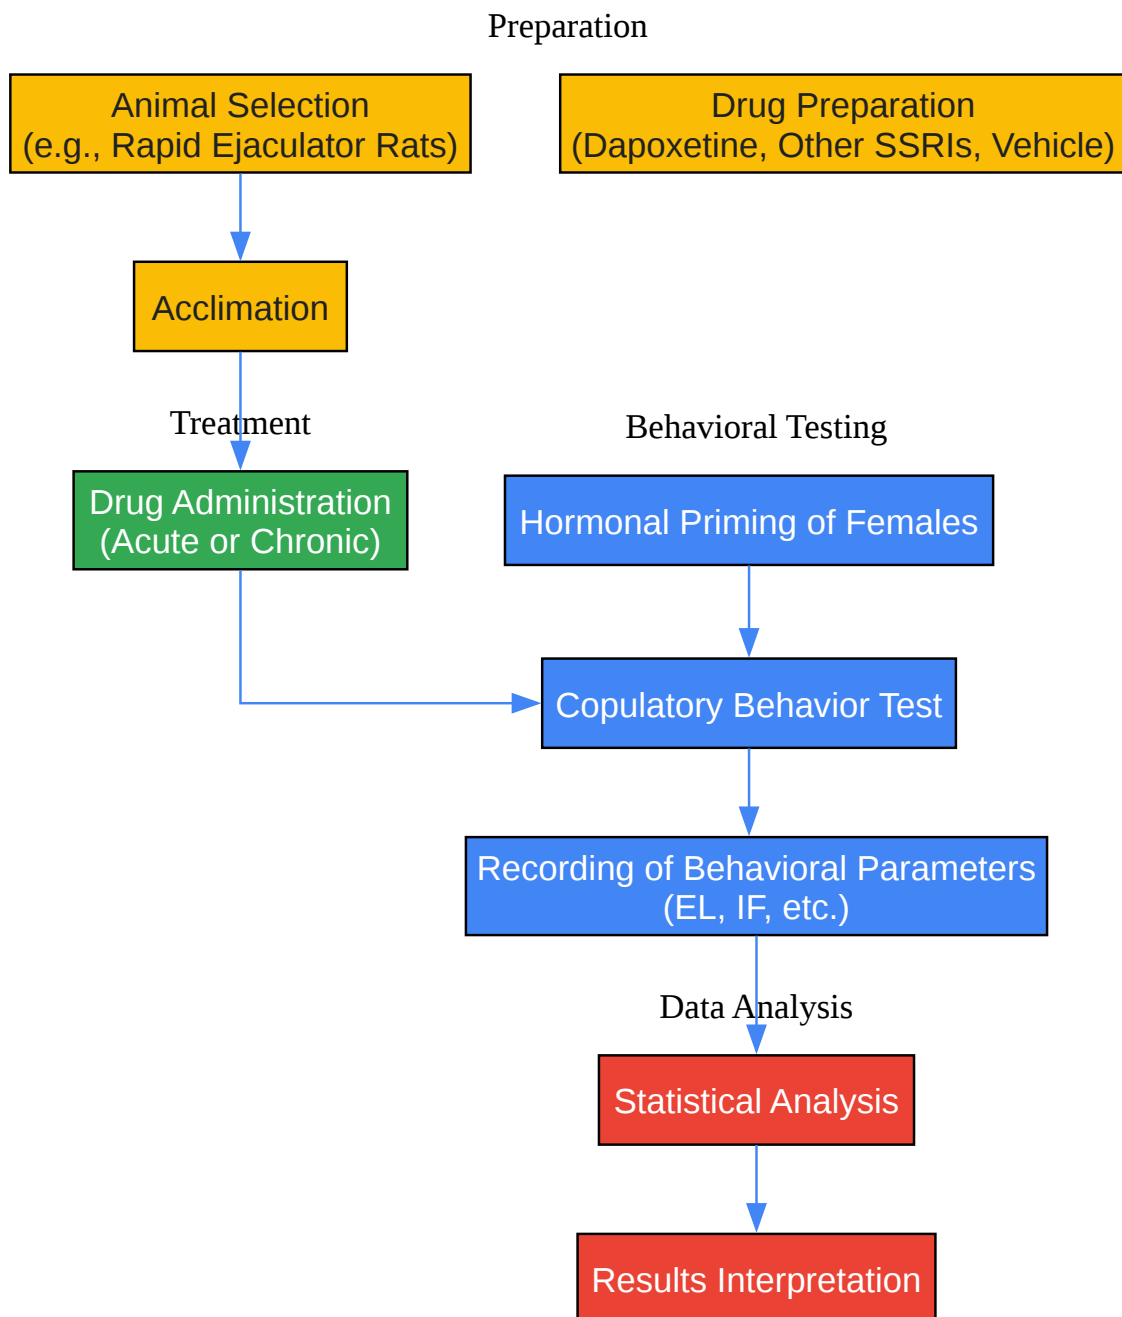 Preparation
Animal Selection
(e.g., Rapid Ejaculator Rats)
Drug Preparation
(Dapoxetine, Other SSRIs, Vehicle)
Acclimation
Treatment
Drug Administration
(Acute or Chronic)
Behavioral Testing
Hormonal Priming of Females
Copulatory Behavior Test
Recording of Behavioral Parameters
(EL, IF, etc.)
Data Analysis
Statistical Analysis
Results Interpretation